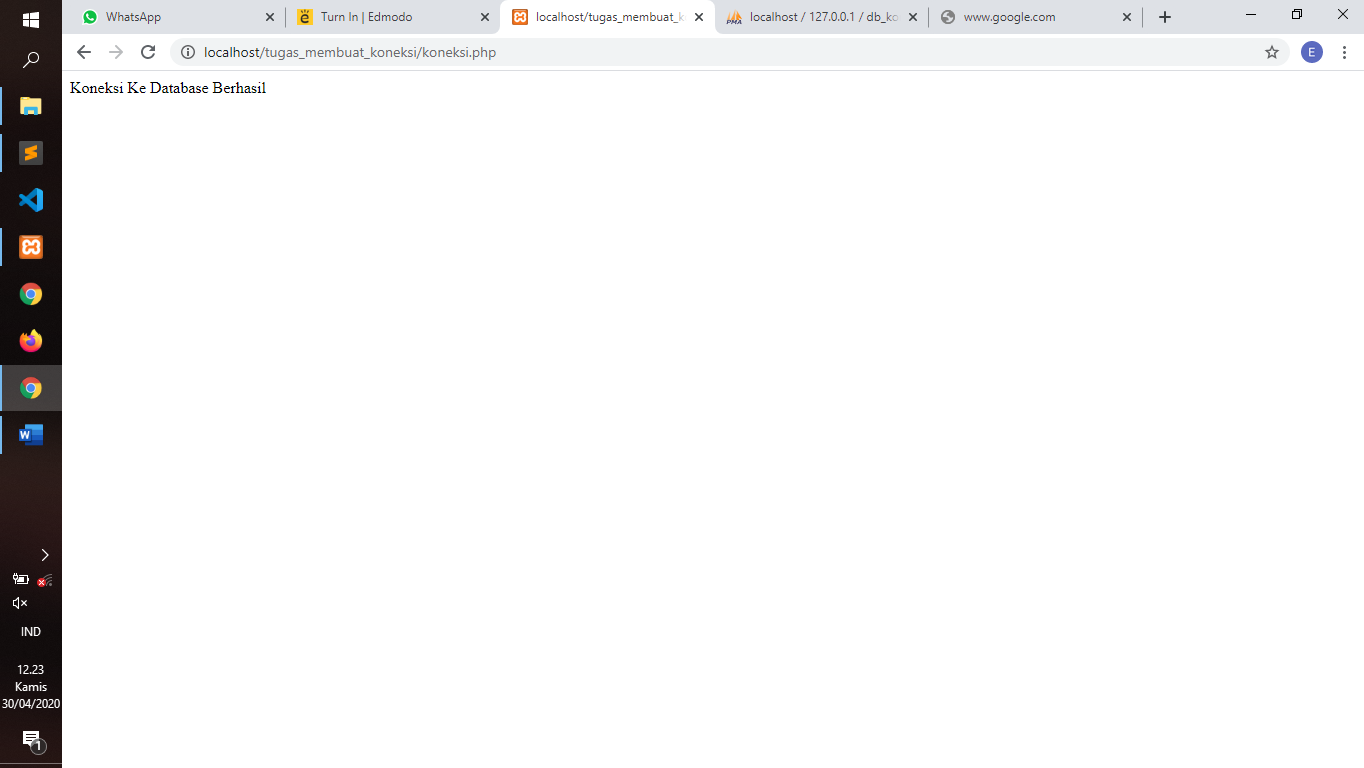 WhatsApp
Turn In | Edmodo
localhost/tugas_membuat_k
localhost / 127.0.0.1 / db_ko
www.google.com
localhost/tugas_membuat_koneksi/koneksi.php
E
Koneksi Ke Database Berhasil
IND
12.23
Kamis
30/04/2020
1